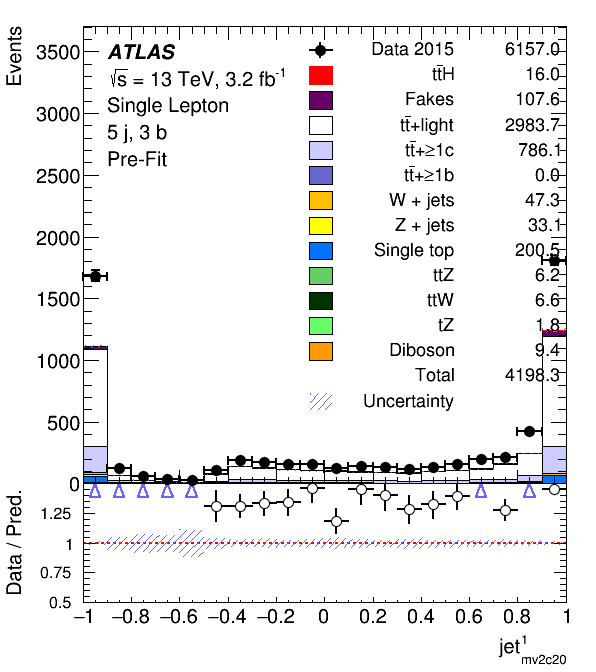 Events
3500
3000
2500
2000
1500
1000
500
0
ATLAS
√s = 13 TeV, 3.2 fb⁻¹
Single Lepton
5 j, 3 b
Pre-Fit
Data 2015 6157.0
tt̄H 16.0
Fakes 107.6
tt̄+light 2983.7
tt̄+≥1c 786.1
tt̄+≥1b 0.0
W + jets 47.3
Z + jets 33.1
Single top 200.5
ttZ 6.2
ttW 6.6
tZ 1.8
Diboson 9.4
Total 4198.3
Uncertainty
Data / Pred.
1.25
1
0.75
0.5
−1 −0.8 −0.6 −0.4 −0.2 0 0.2 0.4 0.6 0.8 1
jet¹mv2c20